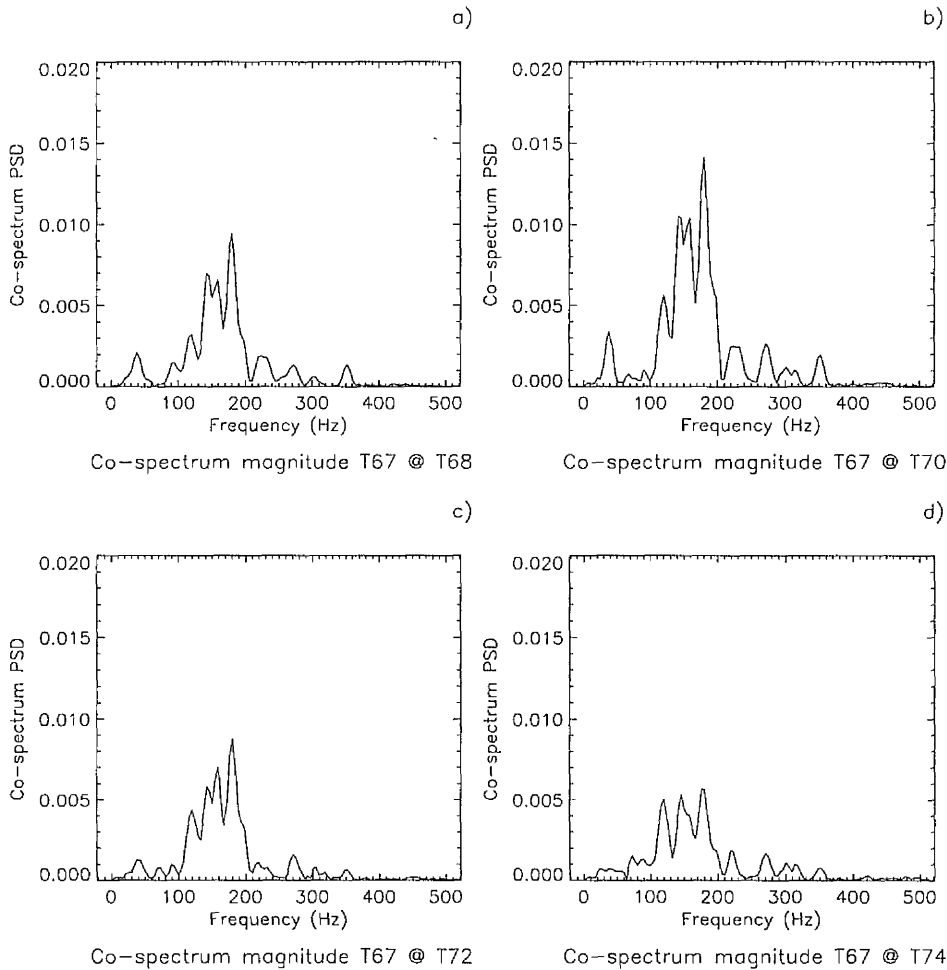 a)
0.020
0.015
0.010
0.005
0.000
Co-spectrum PSD
0 100 200 300 400 500
Frequency (Hz)
Co-spectrum magnitude T67 @ T68
b)
0.020
0.015
0.010
0.005
0.000
Co-spectrum PSD
0 100 200 300 400 500
Frequency (Hz)
Co-spectrum magnitude T67 @ T70
c)
0.020
0.015
0.010
0.005
0.000
Co-spectrum PSD
0 100 200 300 400 500
Frequency (Hz)
Co-spectrum magnitude T67 @ T72
d)
0.020
0.015
0.010
0.005
0.000
Co-spectrum PSD
0 100 200 300 400 500
Frequency (Hz)
Co-spectrum magnitude T67 @ T74